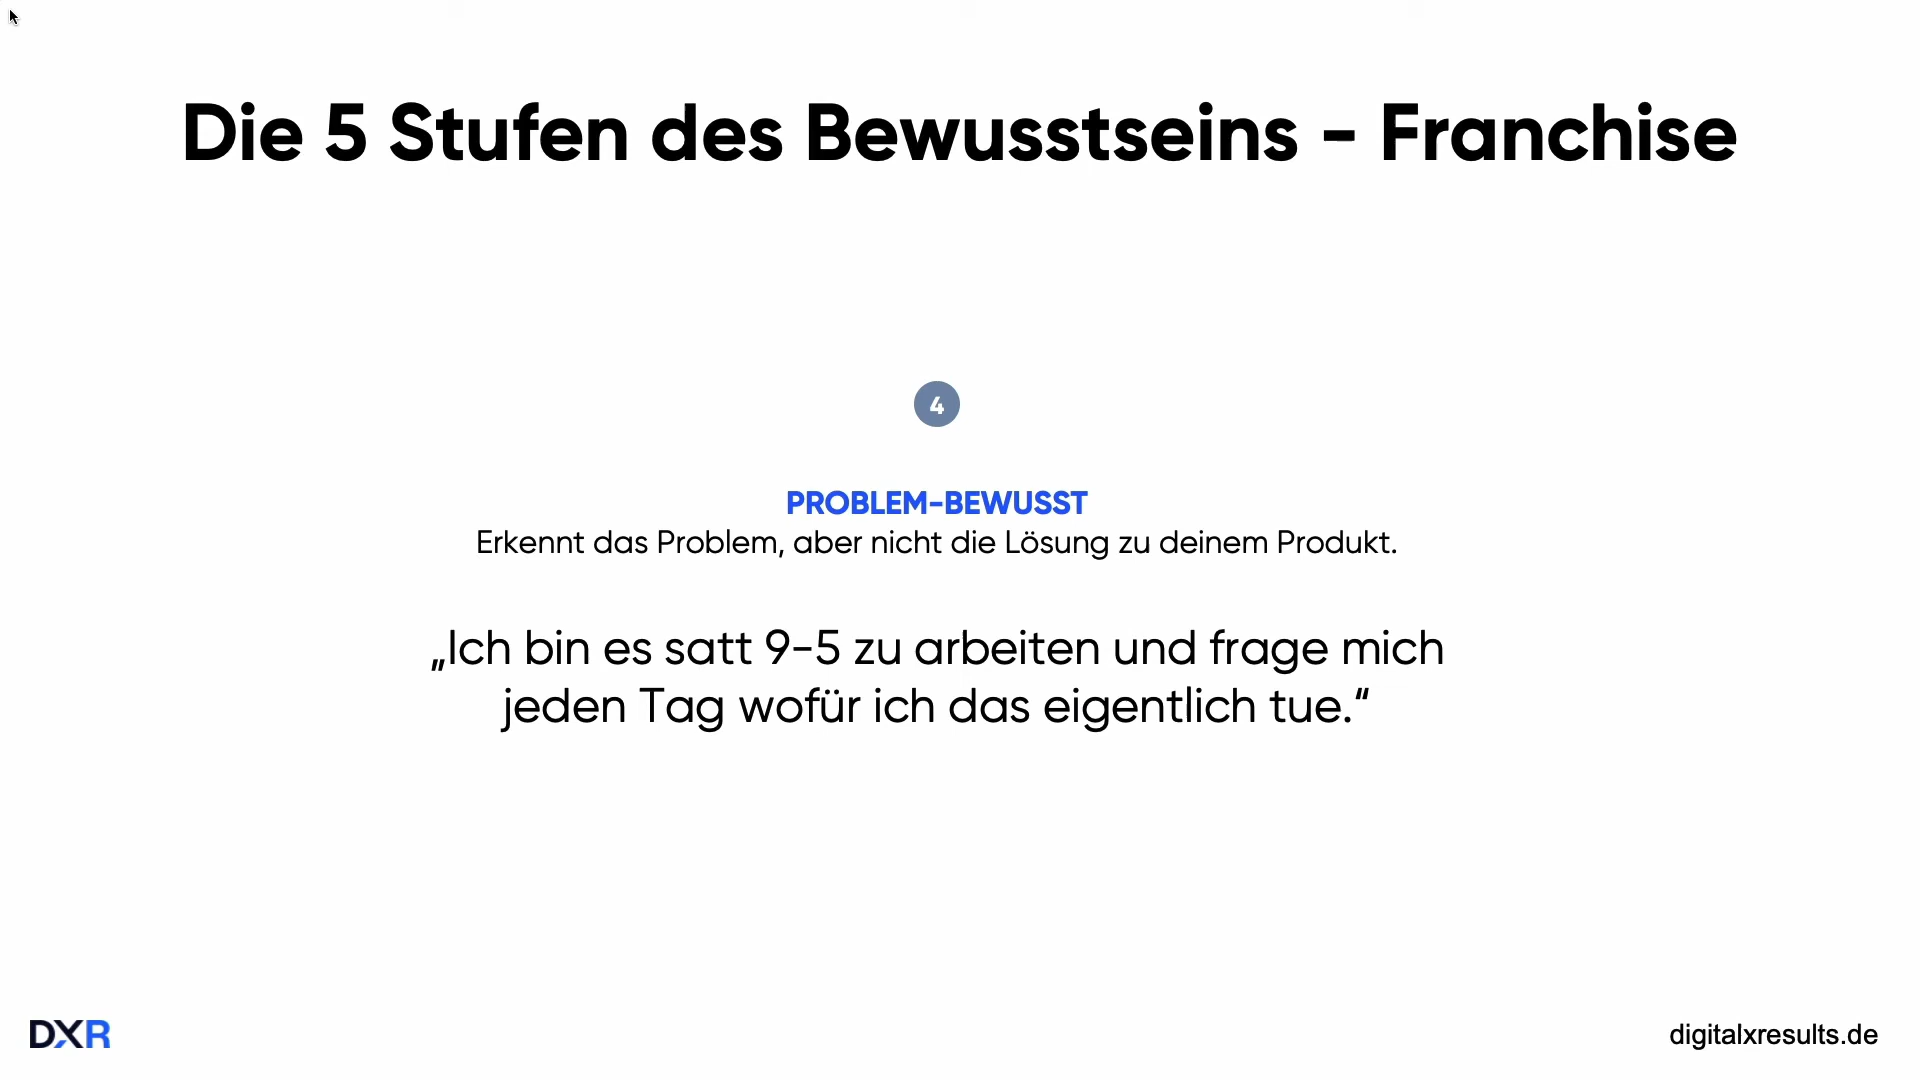 Die 5 Stufen des Bewusstseins - Franchise
4
PROBLEM-BEWUSST
Erkennt das Problem, aber nicht die Lösung zu deinem Produkt.
„Ich bin es satt 9-5 zu arbeiten und frage mich
jeden Tag wofür ich das eigentlich tue.“
DXR
digitalxresults.de